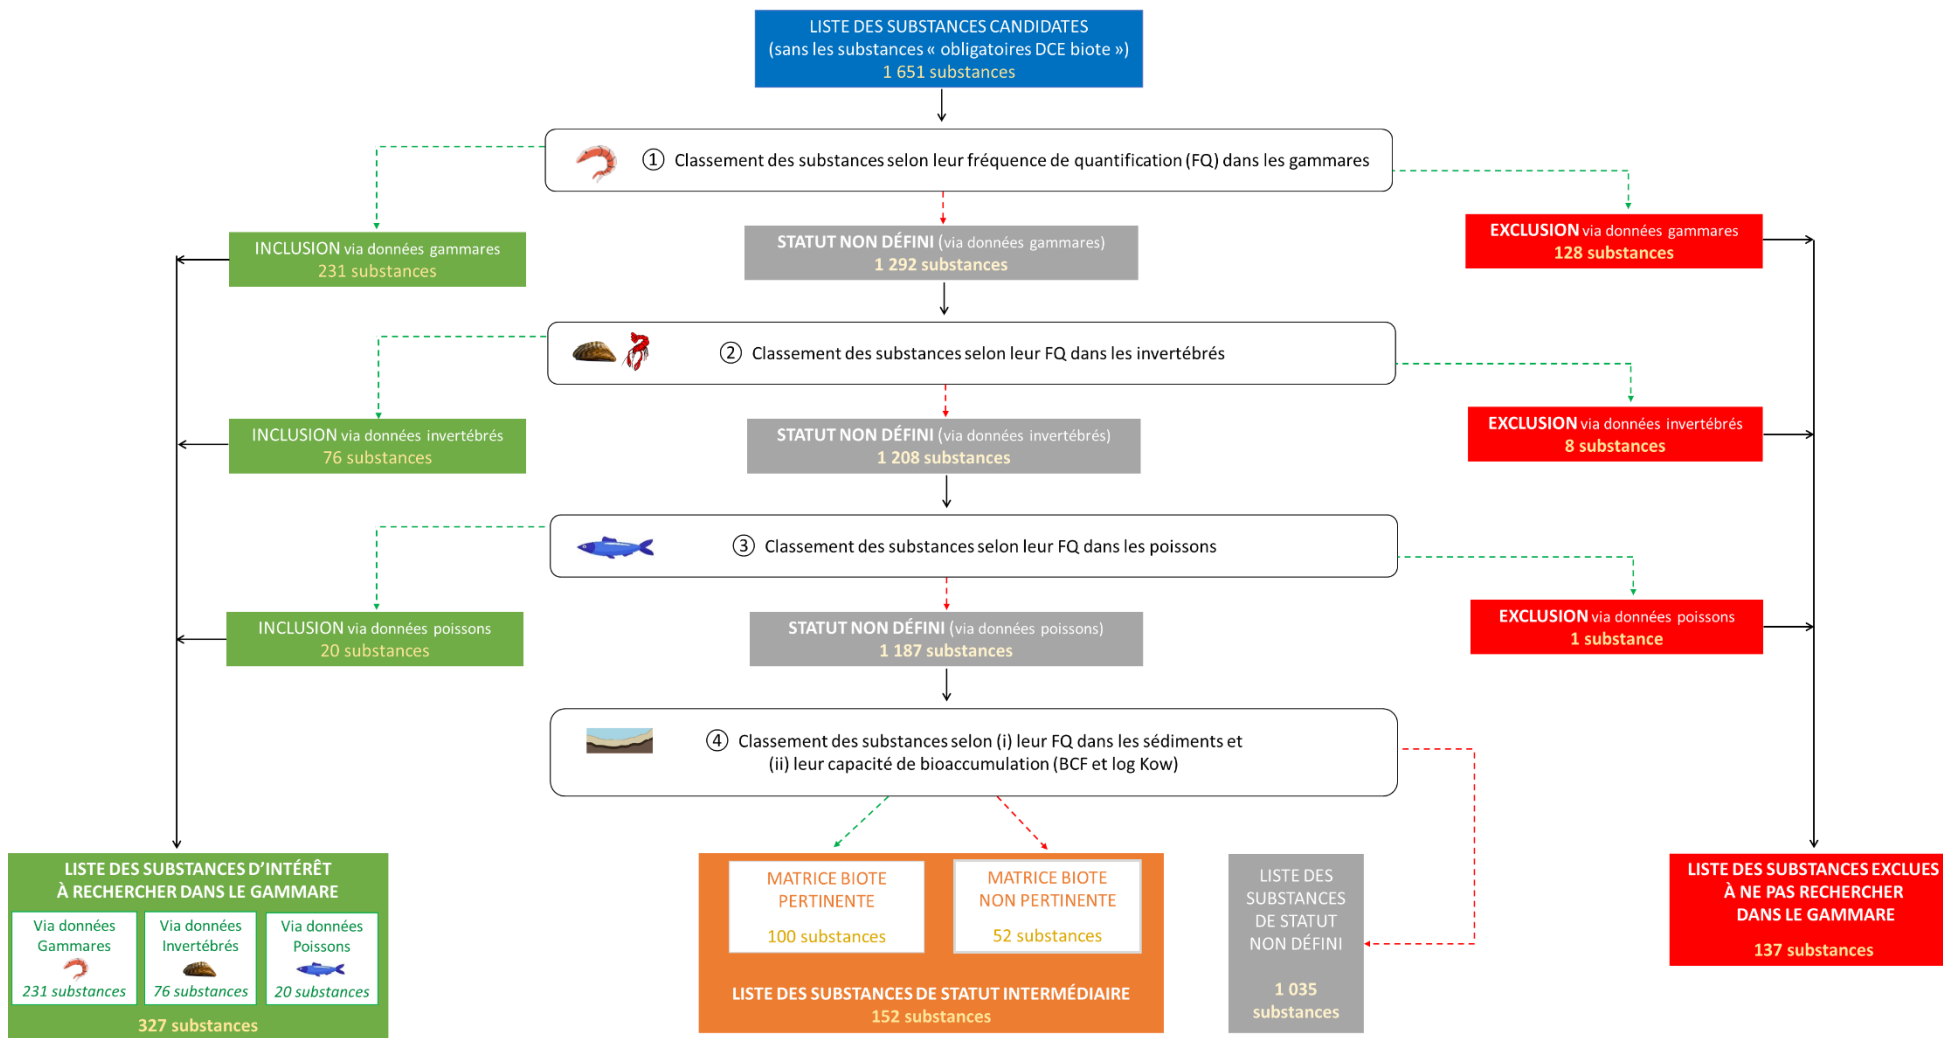 LISTE DES SUBSTANCES CANDIDATES
(sans les substances « obligatoires DCE biote »)
1 651 substances
① Classement des substances selon leur fréquence de quantification (FQ) dans les gammares
INCLUSION via données gammares
231 substances
STATUT NON DÉFINI (via données gammares)
1 292 substances
EXCLUSION via données gammares
128 substances
② Classement des substances selon leur FQ dans les invertébrés
INCLUSION via données invertébrés
76 substances
STATUT NON DÉFINI (via données invertébrés)
1 208 substances
EXCLUSION via données invertébrés
8 substances
③ Classement des substances selon leur FQ dans les poissons
INCLUSION via données poissons
20 substances
STATUT NON DÉFINI (via données poissons)
1 187 substances
EXCLUSION via données poissons
1 substance
④ Classement des substances selon (i) leur FQ dans les sédiments et
(ii) leur capacité de bioaccumulation (BCF et log Kow)
LISTE DES SUBSTANCES D’INTÉRÊT
À RECHERCHER DANS LE GAMMARE
Via données
Gammares
231 substances
Via données
Invertébrés
76 substances
Via données
Poissons
20 substances
327 substances
MATRICE BIOTE
PERTINENTE
100 substances
MATRICE BIOTE
NON PERTINENTE
52 substances
LISTE DES SUBSTANCES DE STATUT INTERMÉDIAIRE
152 substances
LISTE DES
SUBSTANCES
DE STATUT
NON DÉFINI
1 035
substances
LISTE DES SUBSTANCES EXCLUES
À NE PAS RECHERCHER
DANS LE GAMMARE
137 substances